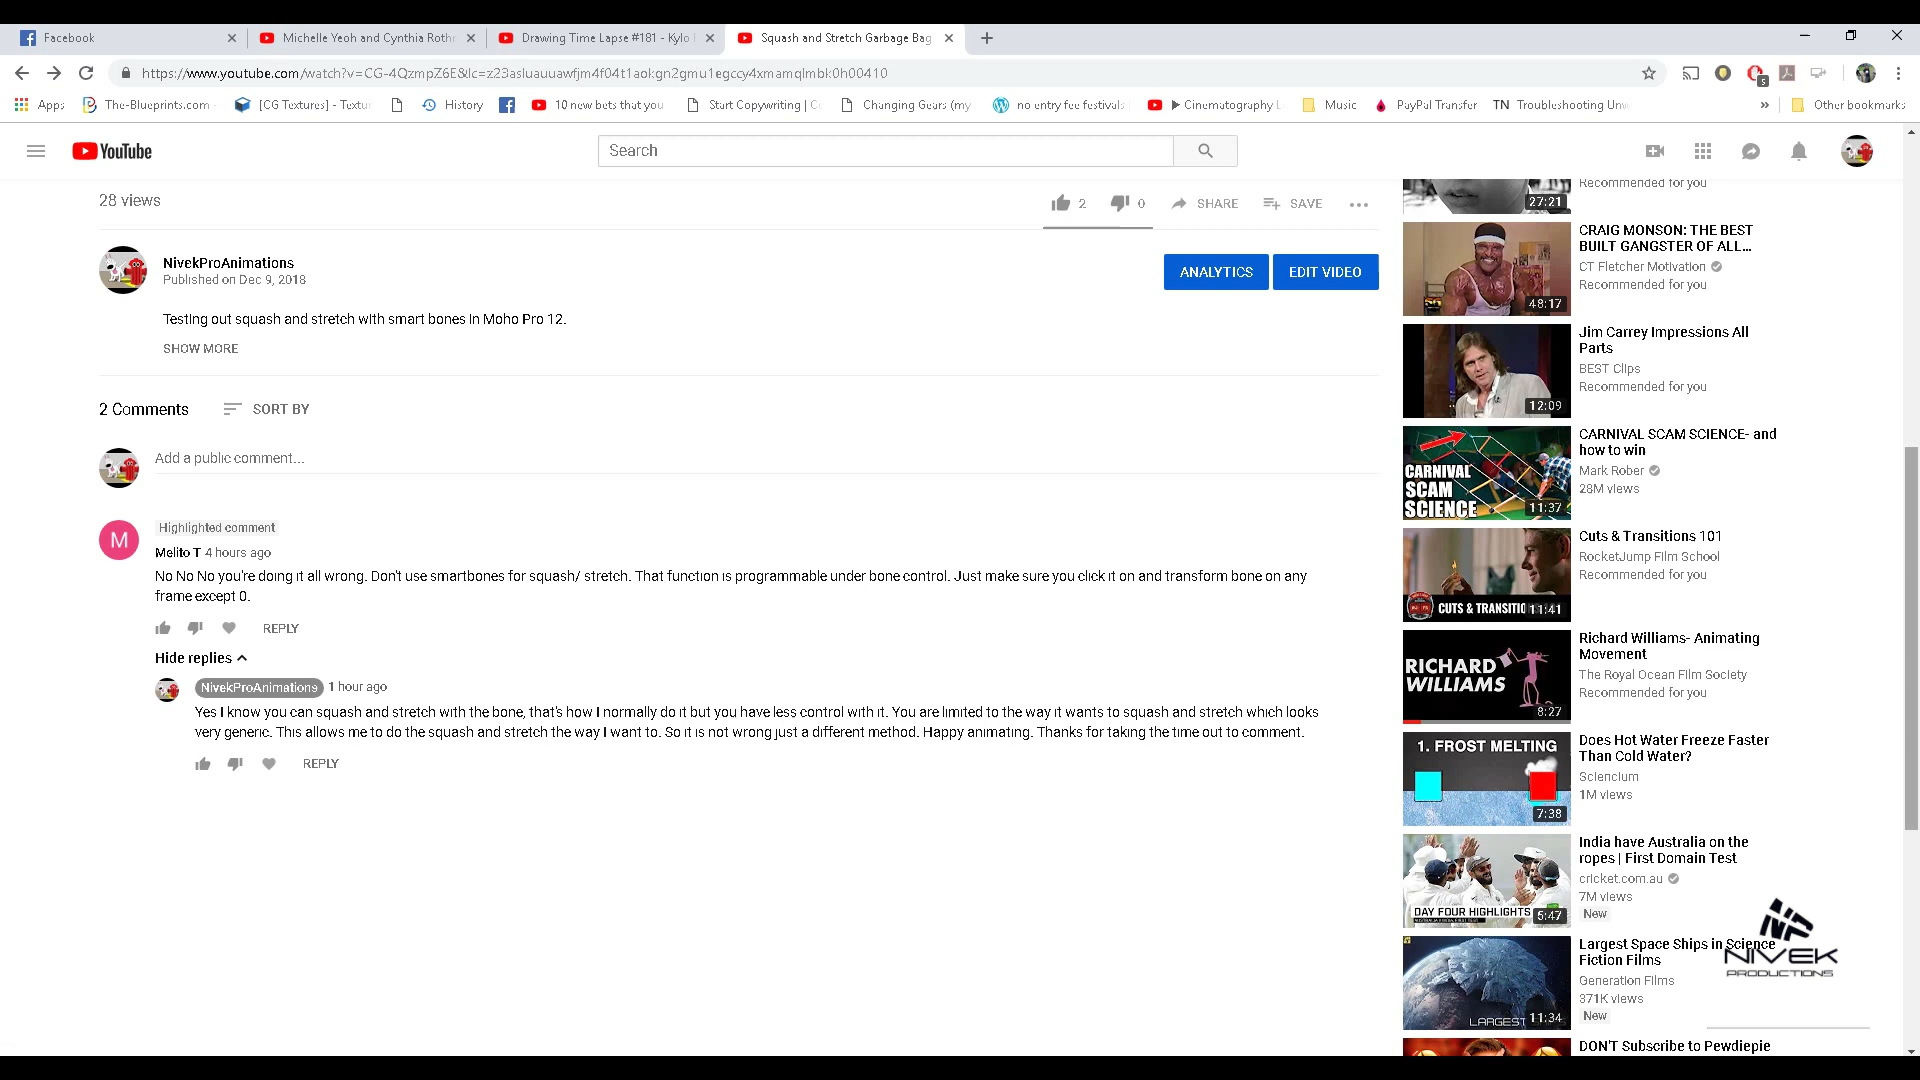 Facebook
Michelle Yeoh and Cynthia Roth
Drawing Time Lapse #181 - Kylo
Squash and Stretch Garbage Bag
https://www.youtube.com/watch?v=CG-4QzmpZ6E&lc=z23asluauuawfjm4f04t1aokgn2gmu1egccy4xmamqlmbk0h00410
Apps
The-Blueprints.com
[CG Textures] - Textur
History
10 new bets that you
Start Copywriting | C
Changing Gears (my
no entry fee festivals
Cinematography
Music
PayPal Transfer
TN Troubleshooting Unw
»
Other bookmarks
YouTube
Search
28 views
2
0
SHARE
SAVE
NivekProAnimations
Published on Dec 9, 2018
ANALYTICS
EDIT VIDEO
Testing out squash and stretch with smart bones in Moho Pro 12.
SHOW MORE
2 Comments
SORT BY
Add a public comment...
Highlighted comment
M
Melito T 4 hours ago
No No No you're doing it all wrong. Don't use smartbones for squash/ stretch. That function is programmable under bone control. Just make sure you click it on and transform bone on any
frame except 0.
REPLY
Hide replies
NivekProAnimations 1 hour ago
Yes I know you can squash and stretch with the bone, that's how I normally do it but you have less control with it. You are limited to the way it wants to squash and stretch which looks
very generic. This allows me to do the squash and stretch the way I want to. So it is not wrong just a different method. Happy animating. Thanks for taking the time out to comment.
REPLY
Recommended for you
27:21
CRAIG MONSON: THE BEST
BUILT GANGSTER OF ALL...
CT Fletcher Motivation
Recommended for you
48:17
Jim Carrey Impressions All
Parts
BEST Clips
Recommended for you
12:09
CARNIVAL SCAM SCIENCE- and
how to win
Mark Rober
28M views
CARNIVAL
SCAM
SCIENCE
11:37
Cuts & Transitions 101
RocketJump Film School
Recommended for you
CUTS & TRANSITIO
11:41
Richard Williams- Animating
Movement
The Royal Ocean Film Society
Recommended for you
RICHARD
WILLIAMS
8:27
Does Hot Water Freeze Faster
Than Cold Water?
Sciencium
1M views
1. FROST MELTING
7:38
India have Australia on the
ropes | First Domain Test
cricket.com.au
7M views
New
DAY FOUR HIGHLIGHTS
5:47
Largest Space Ships in Science
Fiction Films
Generation Films
371K views
New
LARGEST
11:34
NIVEK
PRODUCTIONS
DON'T Subscribe to Pewdiepie